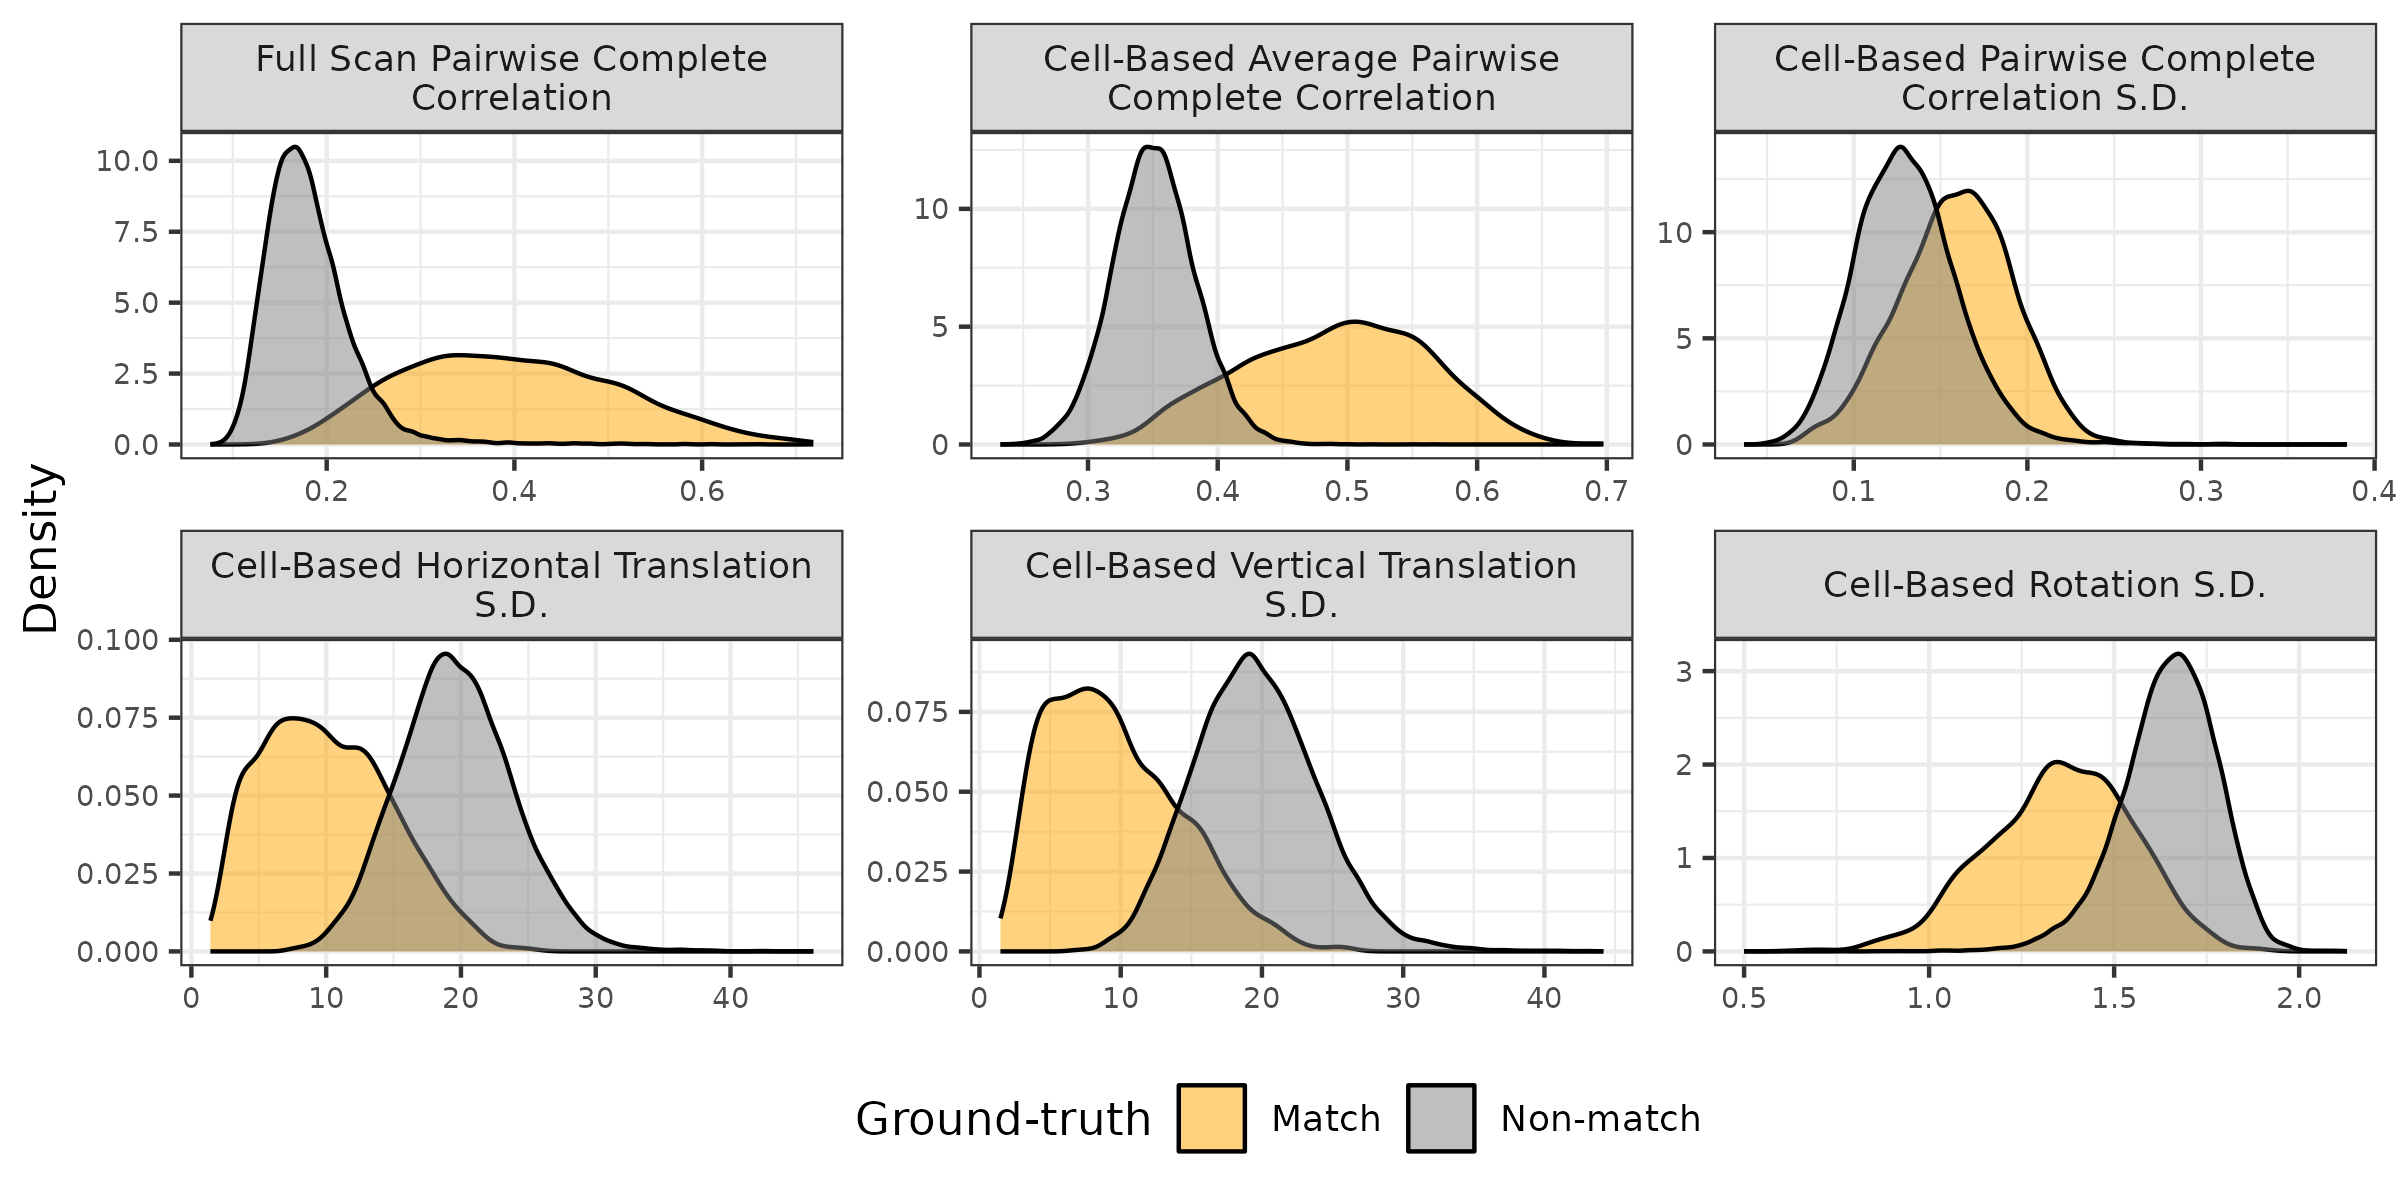 Full Scan Pairwise Complete
Correlation
Cell-Based Average Pairwise
Complete Correlation
Cell-Based Pairwise Complete
Correlation S.D.
10.0
7.5
5.0
2.5
0.0
0.2 0.4 0.6
10
5
0
0.3 0.4 0.5 0.6 0.7
10
5
0
0.1 0.2 0.3 0.4
Density
Cell-Based Horizontal Translation
S.D.
Cell-Based Vertical Translation
S.D.
Cell-Based Rotation S.D.
0.100
0.075
0.050
0.025
0.000
0 10 20 30 40
0.075
0.050
0.025
0.000
0 10 20 30 40
3
2
1
0
0.5 1.0 1.5 2.0
Ground-truth Match Non-match